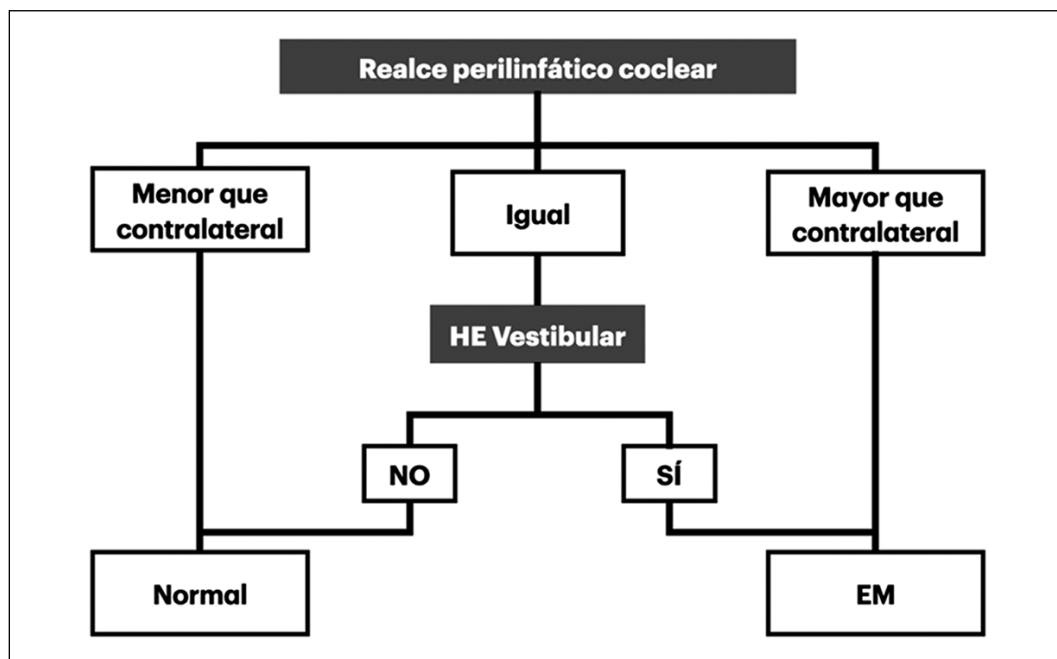 Realce perilinfático coclear
Menor que
contralateral
Igual
Mayor que
contralateral
HE Vestibular
NO
SÍ
Normal
EM